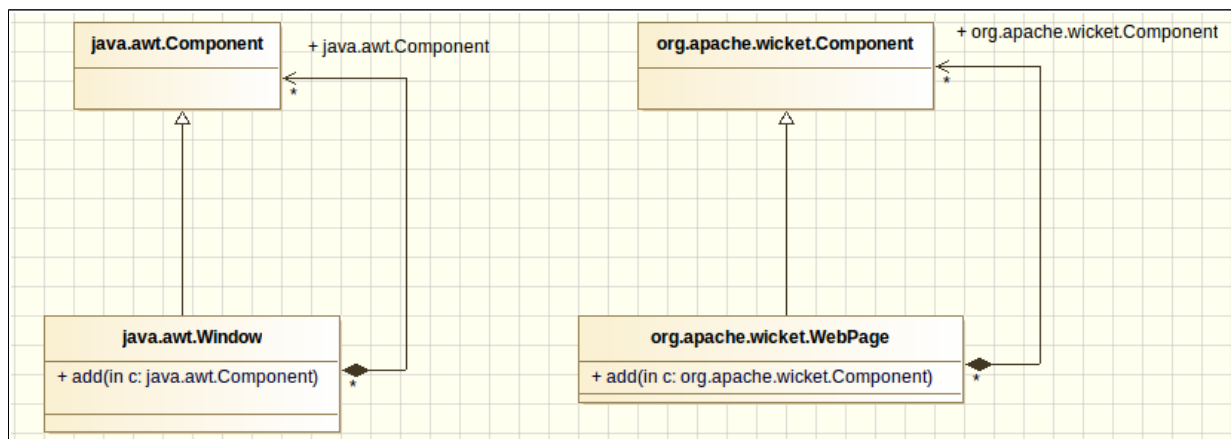 java.awt.Component
+ java.awt.Component
*
java.awt.Window
+ add(in c: java.awt.Component)
*
org.apache.wicket.Component
+ org.apache.wicket.Component
*
org.apache.wicket.WebPage
+ add(in c: org.apache.wicket.Component)
*